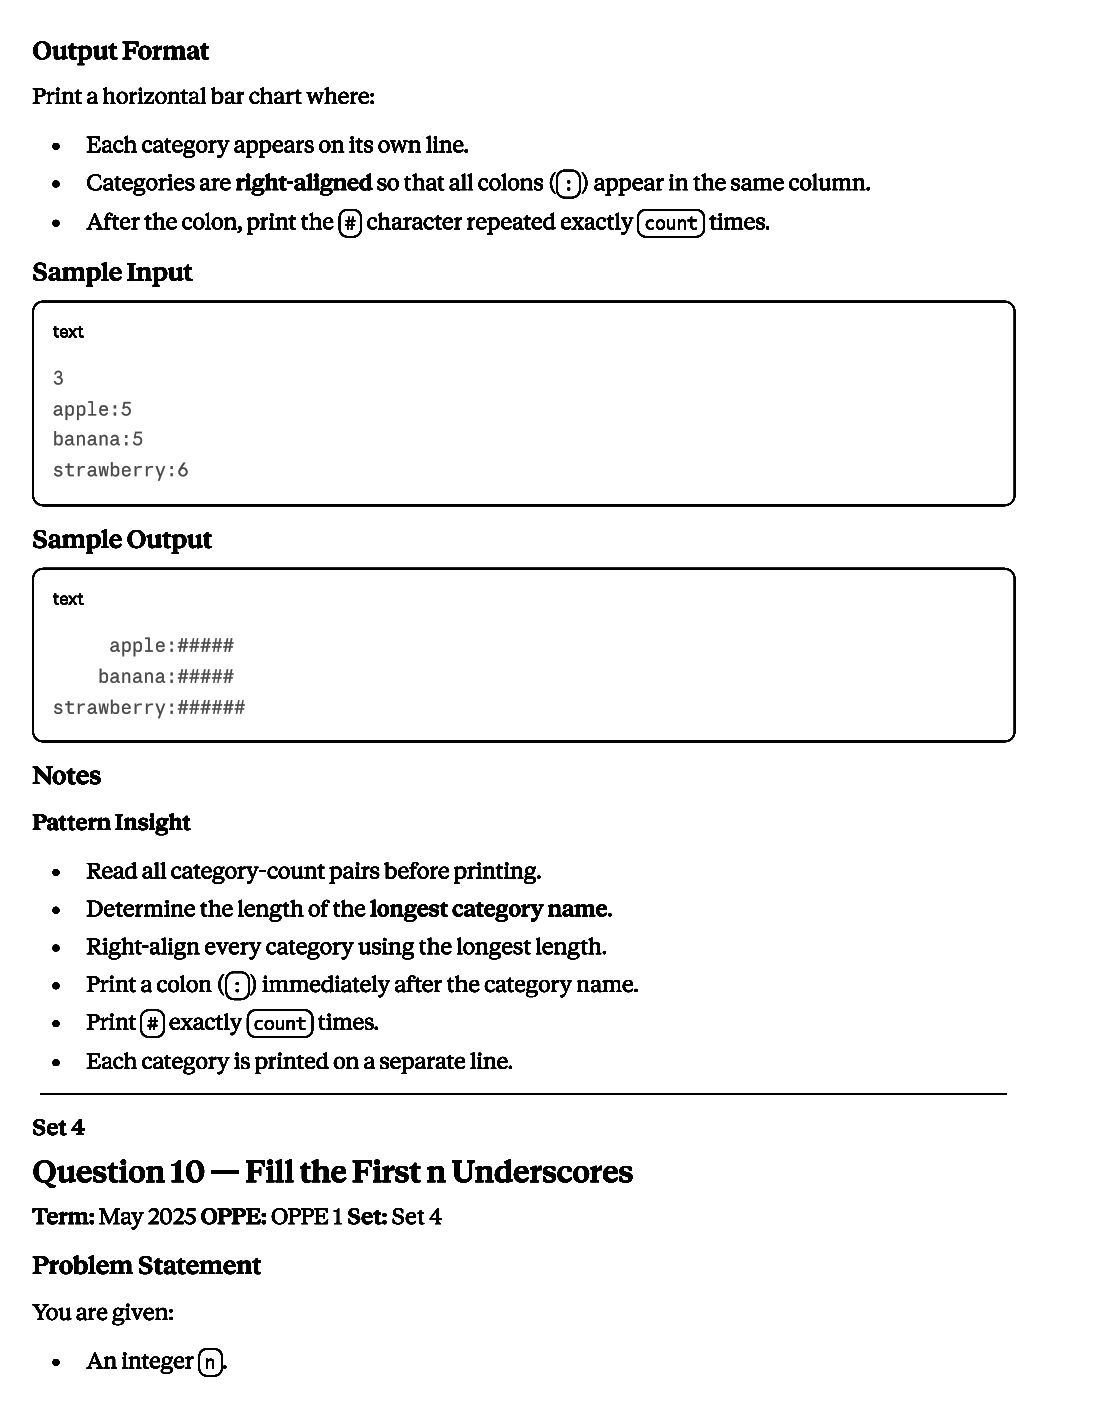 Output Format
Print a horizontal bar chart where:
• Each category appears on its own line.
• Categories are right-aligned so that all colons (:) appear in the same column.
• After the colon, print the # character repeated exactly count times.
Sample Input
text
3
apple:5
banana:5
strawberry:6
Sample Output
text
     apple:#####
    banana:#####
strawberry:######
Notes
Pattern Insight
• Read all category-count pairs before printing.
• Determine the length of the longest category name.
• Right-align every category using the longest length.
• Print a colon (:) immediately after the category name.
• Print # exactly count times.
• Each category is printed on a separate line.
Set 4
Question 10 — Fill the First n Underscores
Term: May 2025 OPPE: OPPE 1 Set: Set 4
Problem Statement
You are given:
• An integer n.